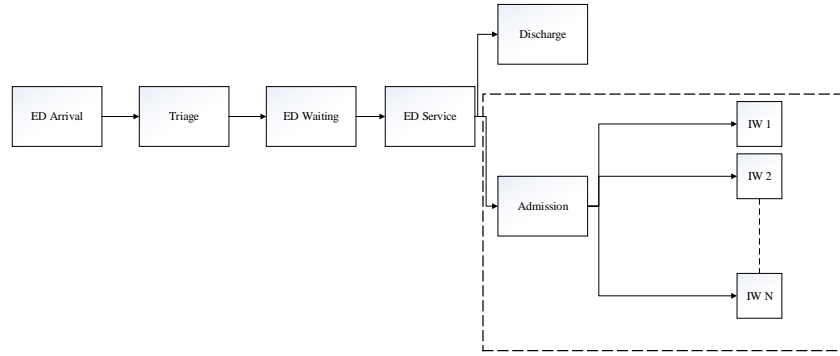 Discharge
ED Arrival
Triage
ED Waiting
ED Service
IW 1
IW 2
Admission
IW N